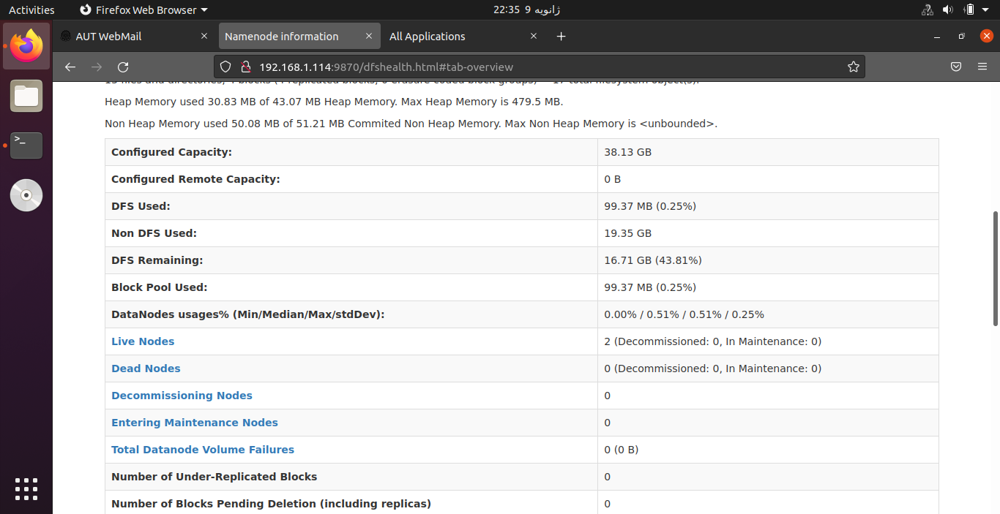 Activities
Firefox Web Browser
22:35 9 ژانویه
AUT WebMail
Namenode information
All Applications
192.168.1.114:9870/dfshealth.html#tab-overview
Heap Memory used 30.83 MB of 43.07 MB Heap Memory. Max Heap Memory is 479.5 MB.
Non Heap Memory used 50.08 MB of 51.21 MB Commited Non Heap Memory. Max Non Heap Memory is <unbounded>.
Configured Capacity: 38.13 GB
Configured Remote Capacity: 0 B
DFS Used: 99.37 MB (0.25%)
Non DFS Used: 19.35 GB
DFS Remaining: 16.71 GB (43.81%)
Block Pool Used: 99.37 MB (0.25%)
DataNodes usages% (Min/Median/Max/stdDev): 0.00% / 0.51% / 0.51% / 0.25%
Live Nodes 2 (Decommissioned: 0, In Maintenance: 0)
Dead Nodes 0 (Decommissioned: 0, In Maintenance: 0)
Decommissioning Nodes 0
Entering Maintenance Nodes 0
Total Datanode Volume Failures 0 (0 B)
Number of Under-Replicated Blocks 0
Number of Blocks Pending Deletion (including replicas) 0